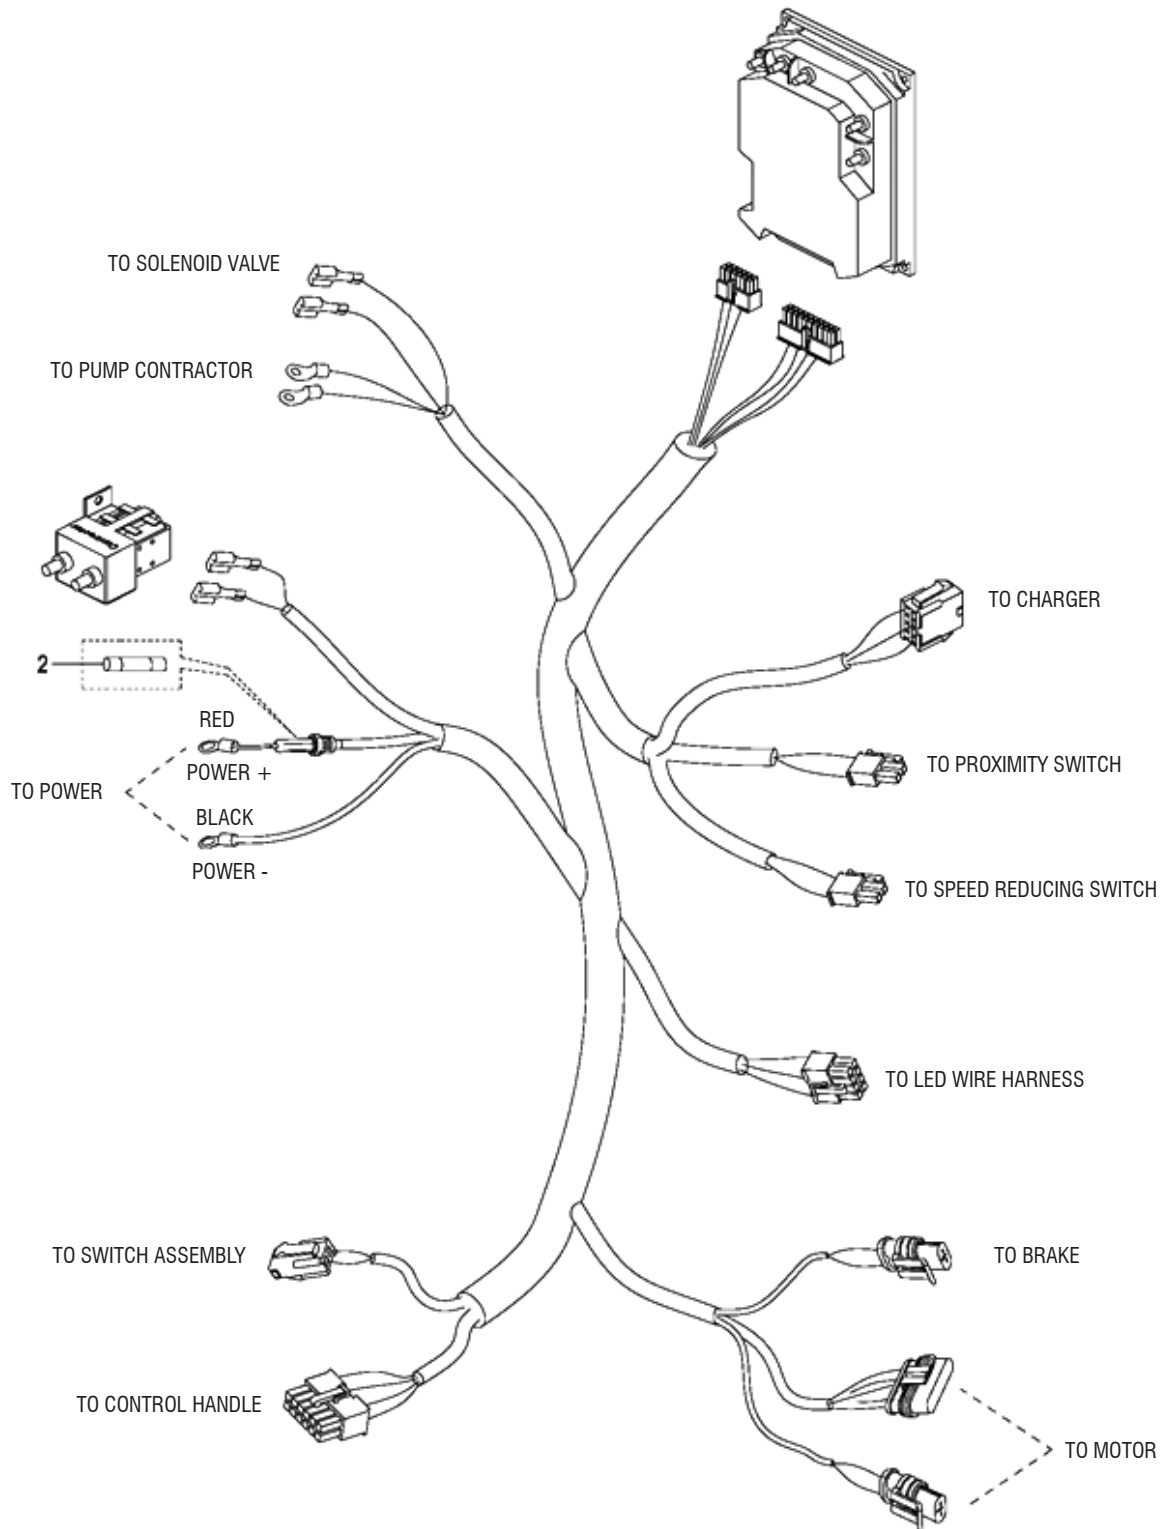 TO SOLENOID VALVE
TO PUMP CONTRACTOR
TO CHARGER
2
RED
POWER +
TO POWER
BLACK
POWER -
TO PROXIMITY SWITCH
TO SPEED REDUCING SWITCH
TO LED WIRE HARNESS
TO SWITCH ASSEMBLY
TO BRAKE
TO CONTROL HANDLE
TO MOTOR